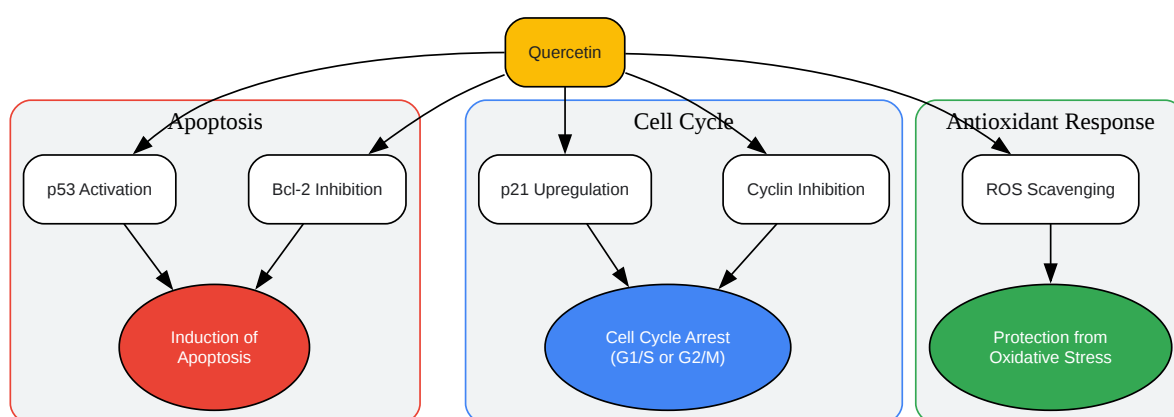 Quercetin
Apoptosis
Cell Cycle
Antioxidant Response
p53 Activation
Bcl-2 Inhibition
p21 Upregulation
Cyclin Inhibition
ROS Scavenging
Induction of
Apoptosis
Cell Cycle Arrest
(G1/S or G2/M)
Protection from
Oxidative Stress